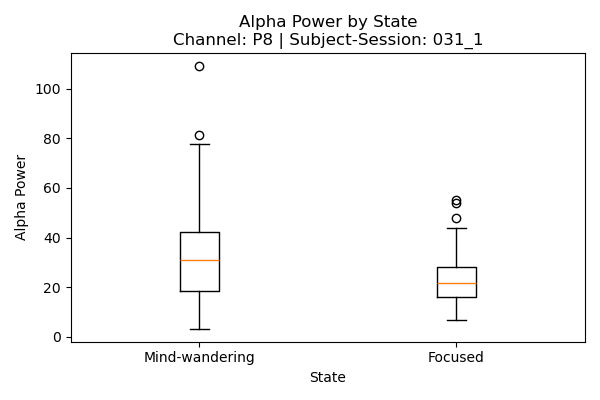 Alpha Power by State
Channel: P8 | Subject-Session: 031_1
100
80
60
40
20
0
Alpha Power
Mind-wandering
Focused
State